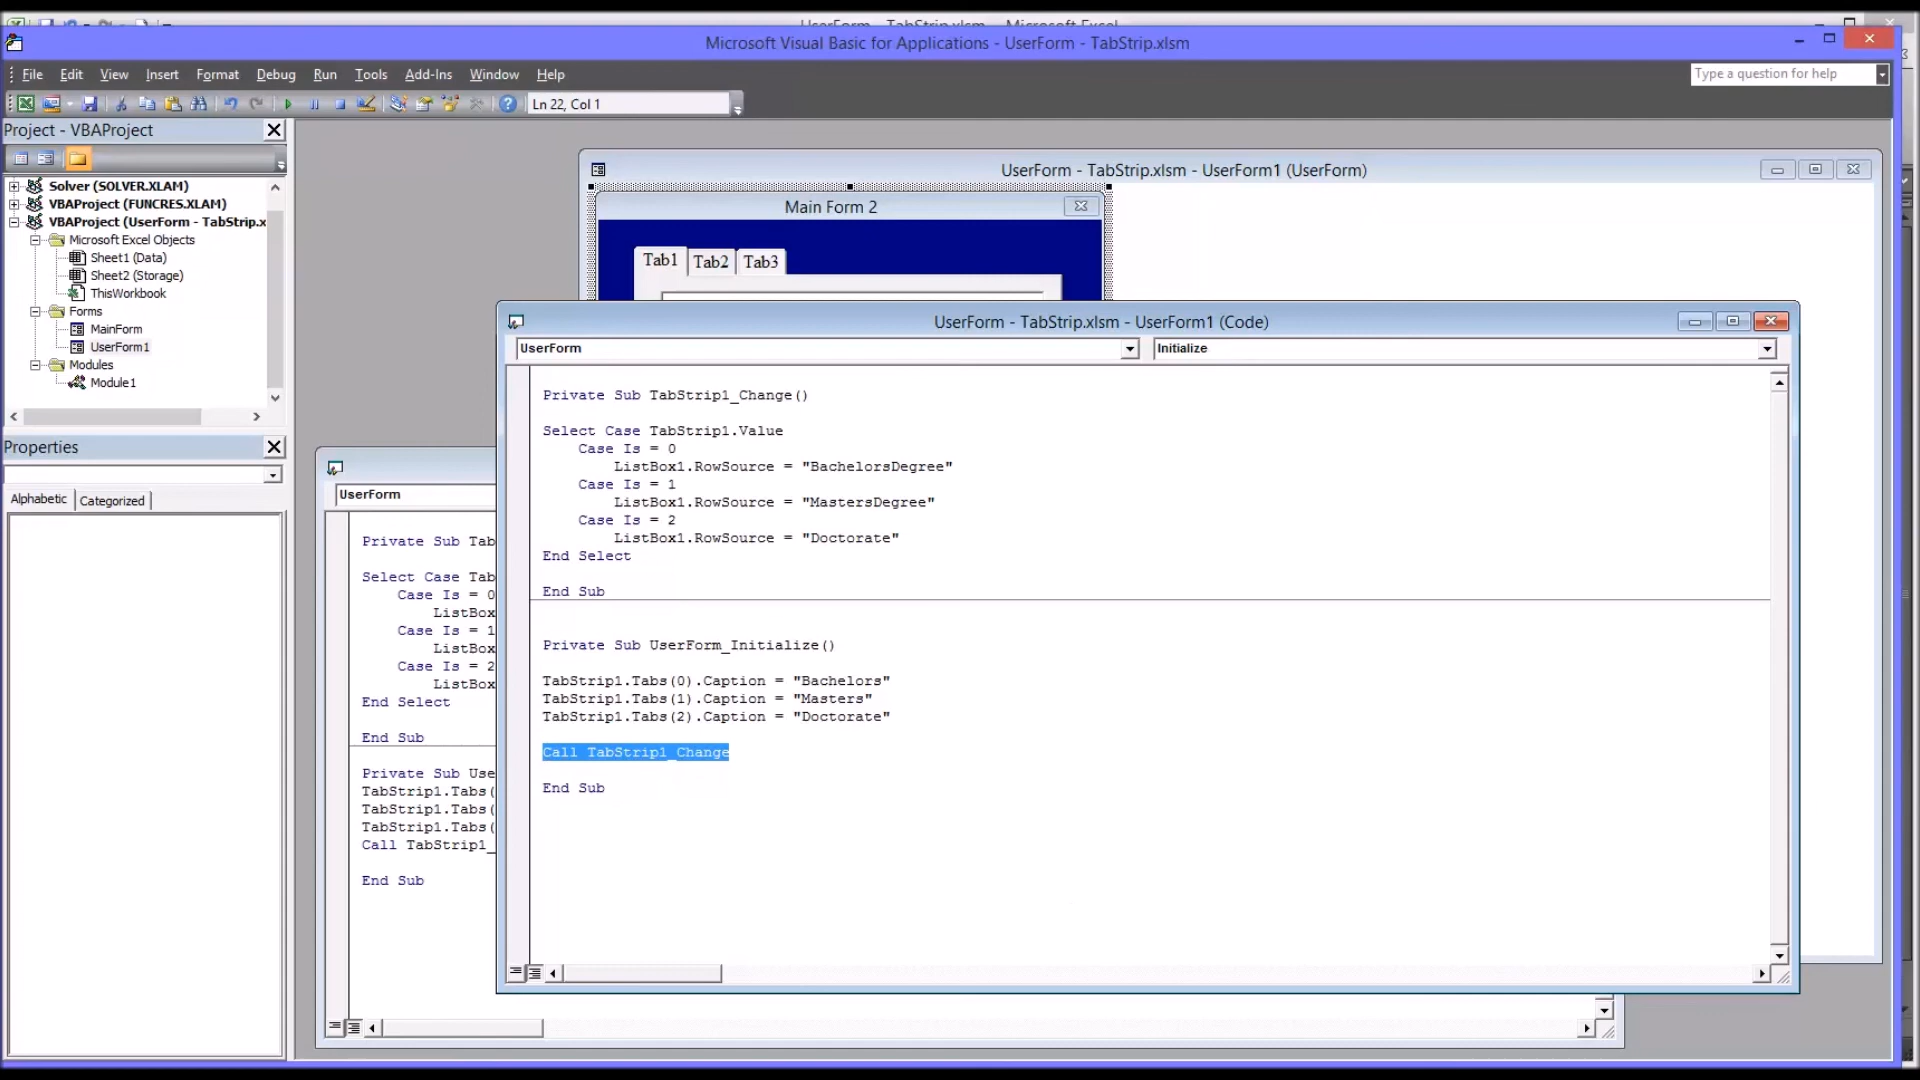 UserForm - TabStrip.xlsm - Microsoft Excel
Microsoft Visual Basic for Applications - UserForm - TabStrip.xlsm
File Edit View Insert Format Debug Run Tools Add-Ins Window Help
Type a question for help
Ln 22, Col 1
Project - VBAProject
Solver (SOLVER.XLAM)
VBAProject (FUNCRES.XLAM)
VBAProject (UserForm - TabStrip.x
Microsoft Excel Objects
Sheet1 (Data)
Sheet2 (Storage)
ThisWorkbook
Forms
MainForm
UserForm1
Modules
Module1
Properties
Alphabetic Categorized
UserForm - TabStrip.xlsm - UserForm1 (UserForm)
Main Form 2
Tab1 Tab2 Tab3
UserForm
Private Sub Tab
Select Case Tab
Case Is = 0
ListBox
Case Is = 1
ListBox
Case Is = 2
ListBox
End Select
End Sub
Private Sub Use
TabStrip1.Tabs(
TabStrip1.Tabs(
TabStrip1.Tabs(
Call TabStrip1_
End Sub
UserForm - TabStrip.xlsm - UserForm1 (Code)
UserForm Initialize
Private Sub TabStrip1_Change()
Select Case TabStrip1.Value
Case Is = 0
ListBox1.RowSource = "BachelorsDegree"
Case Is = 1
ListBox1.RowSource = "MastersDegree"
Case Is = 2
ListBox1.RowSource = "Doctorate"
End Select
End Sub
Private Sub UserForm_Initialize()
TabStrip1.Tabs(0).Caption = "Bachelors"
TabStrip1.Tabs(1).Caption = "Masters"
TabStrip1.Tabs(2).Caption = "Doctorate"
Call TabStrip1_Change
End Sub